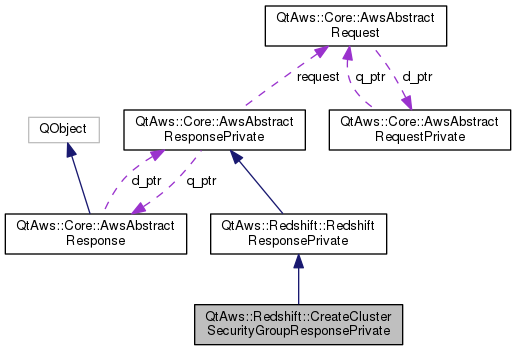 QtAws::Core::AwsAbstract
Request
request
q_ptr
d_ptr
QObject
QtAws::Core::AwsAbstract
ResponsePrivate
QtAws::Core::AwsAbstract
RequestPrivate
d_ptr
q_ptr
QtAws::Core::AwsAbstract
Response
QtAws::Redshift::Redshift
ResponsePrivate
QtAws::Redshift::CreateCluster
SecurityGroupResponsePrivate